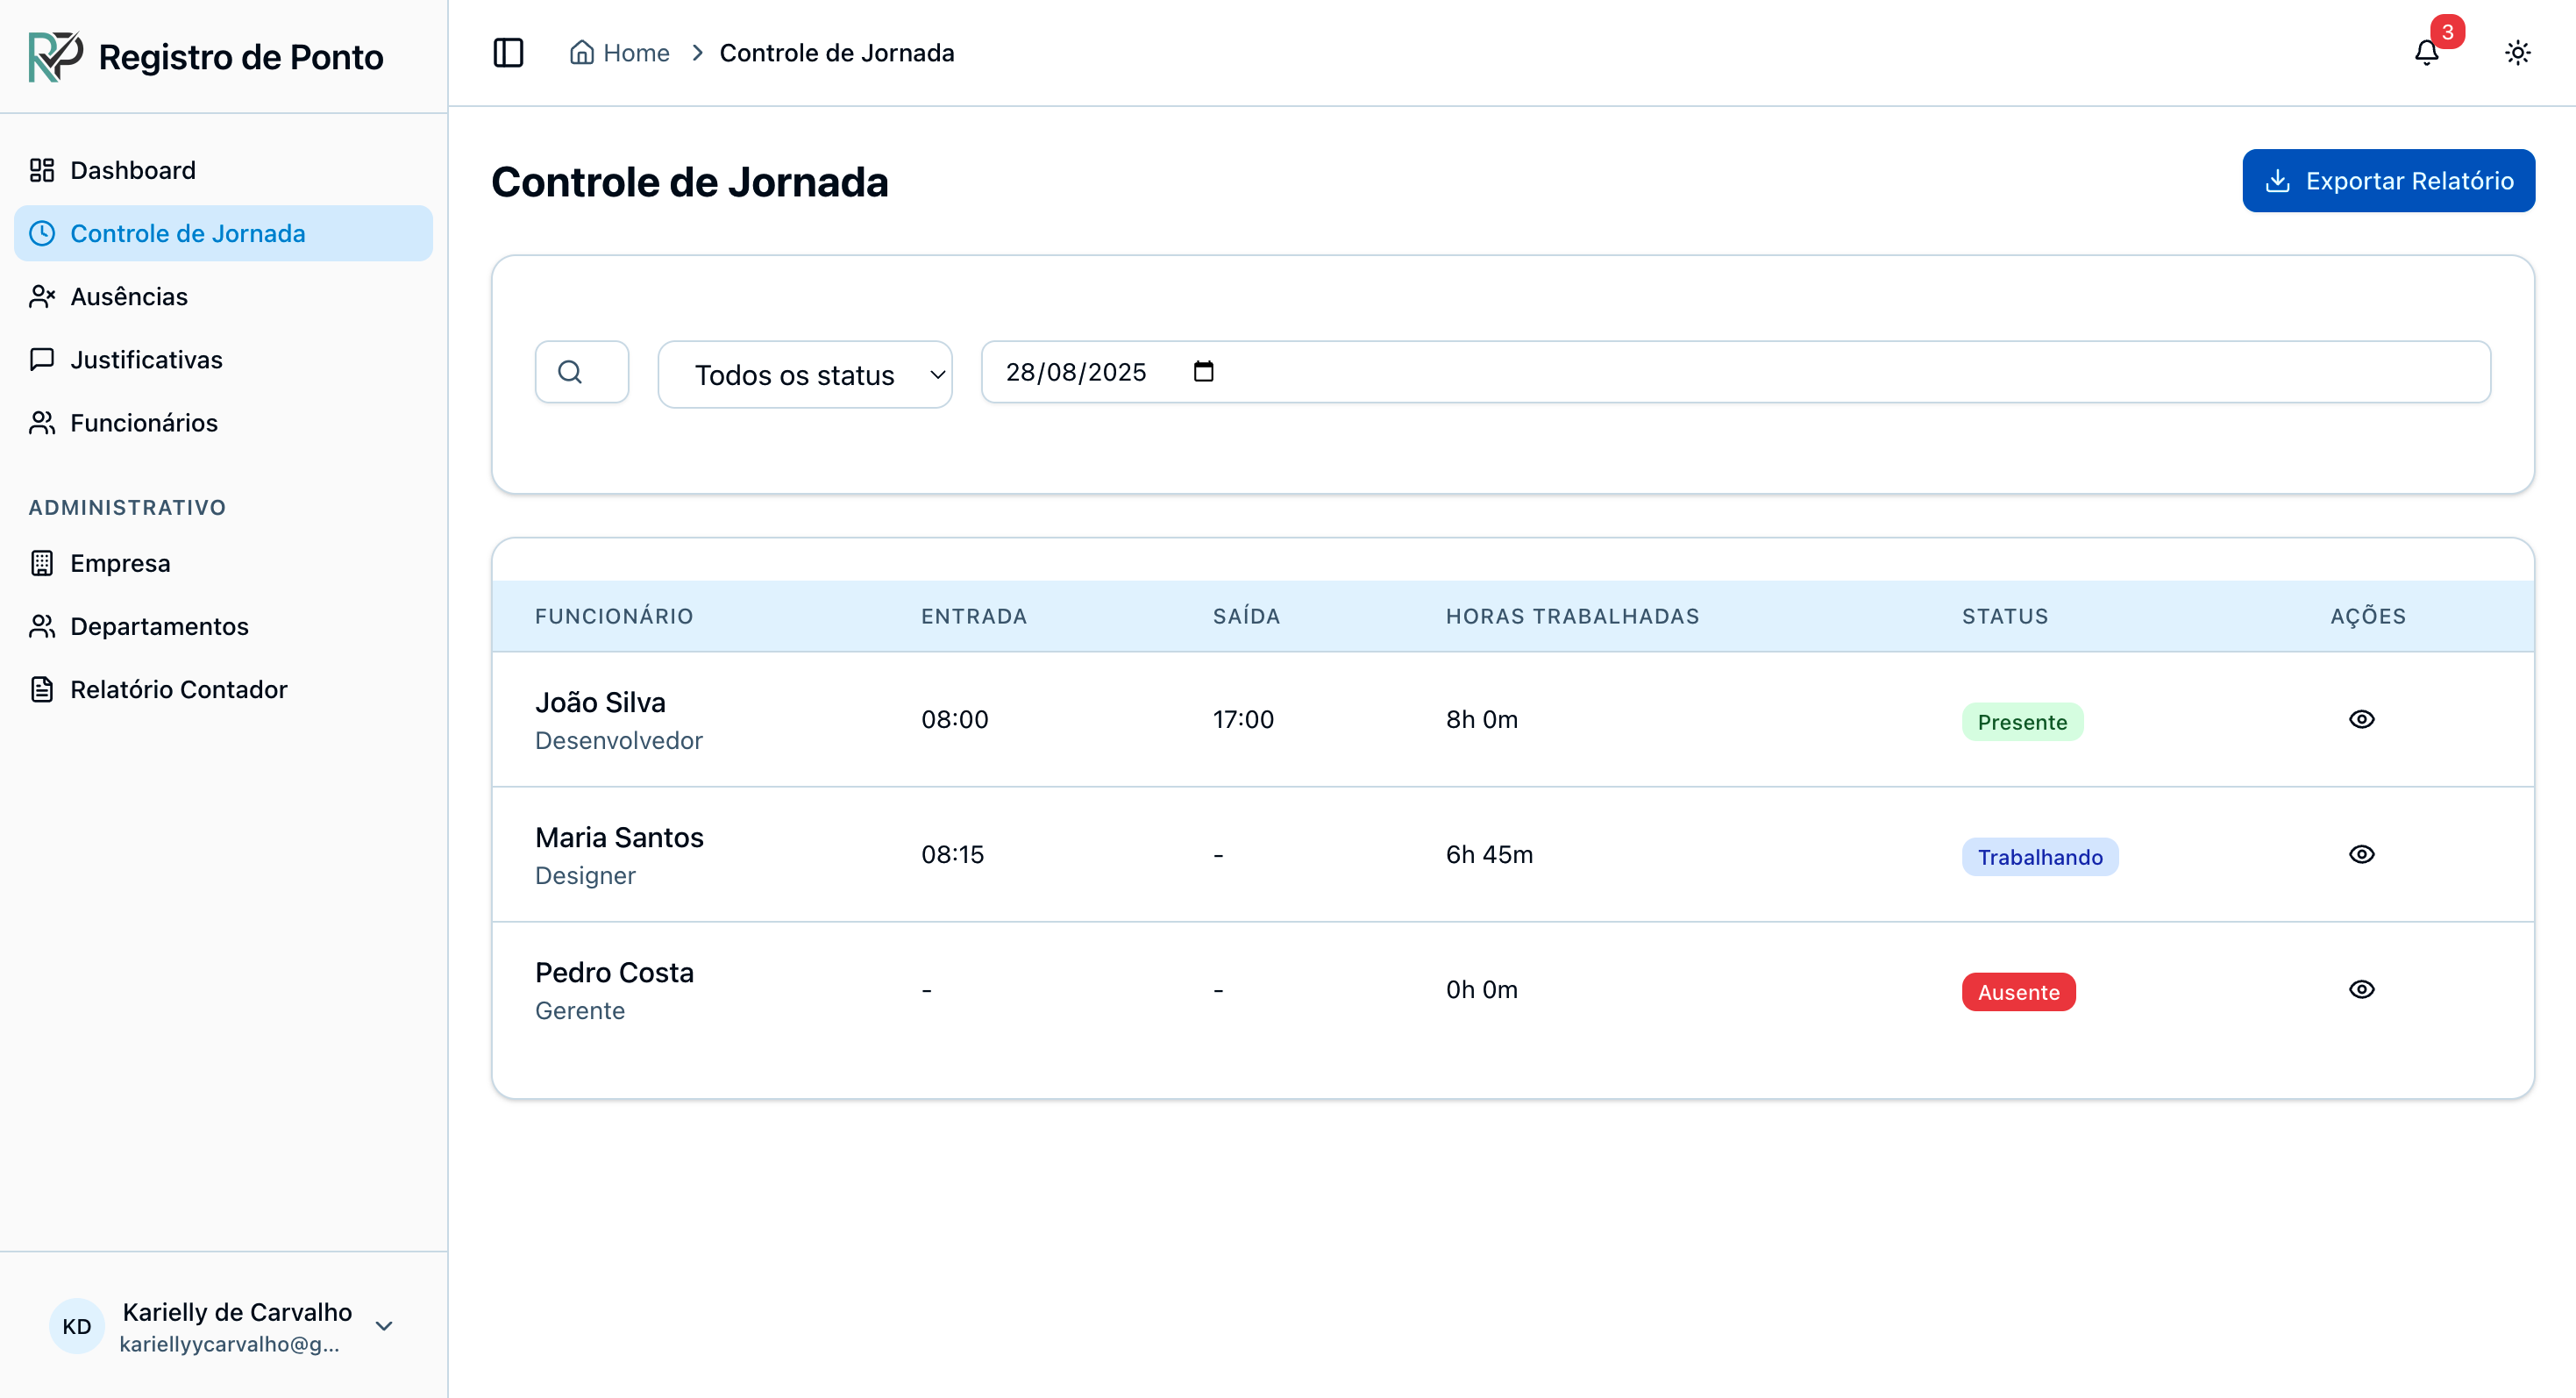 Registro de Ponto
Dashboard
Controle de Jornada
Ausências
Justificativas
Funcionários
ADMINISTRATIVO
Empresa
Departamentos
Relatório Contador
KD
Karielly de Carvalho
kariellyycarvalho@g...
Home > Controle de Jornada
3
Controle de Jornada
Exportar Relatório
Todos os status
28/08/2025
FUNCIONÁRIO ENTRADA SAÍDA HORAS TRABALHADAS STATUS AÇÕES
João Silva
Desenvolvedor
08:00 17:00 8h 0m Presente
Maria Santos
Designer
08:15 - 6h 45m Trabalhando
Pedro Costa
Gerente
- - 0h 0m Ausente